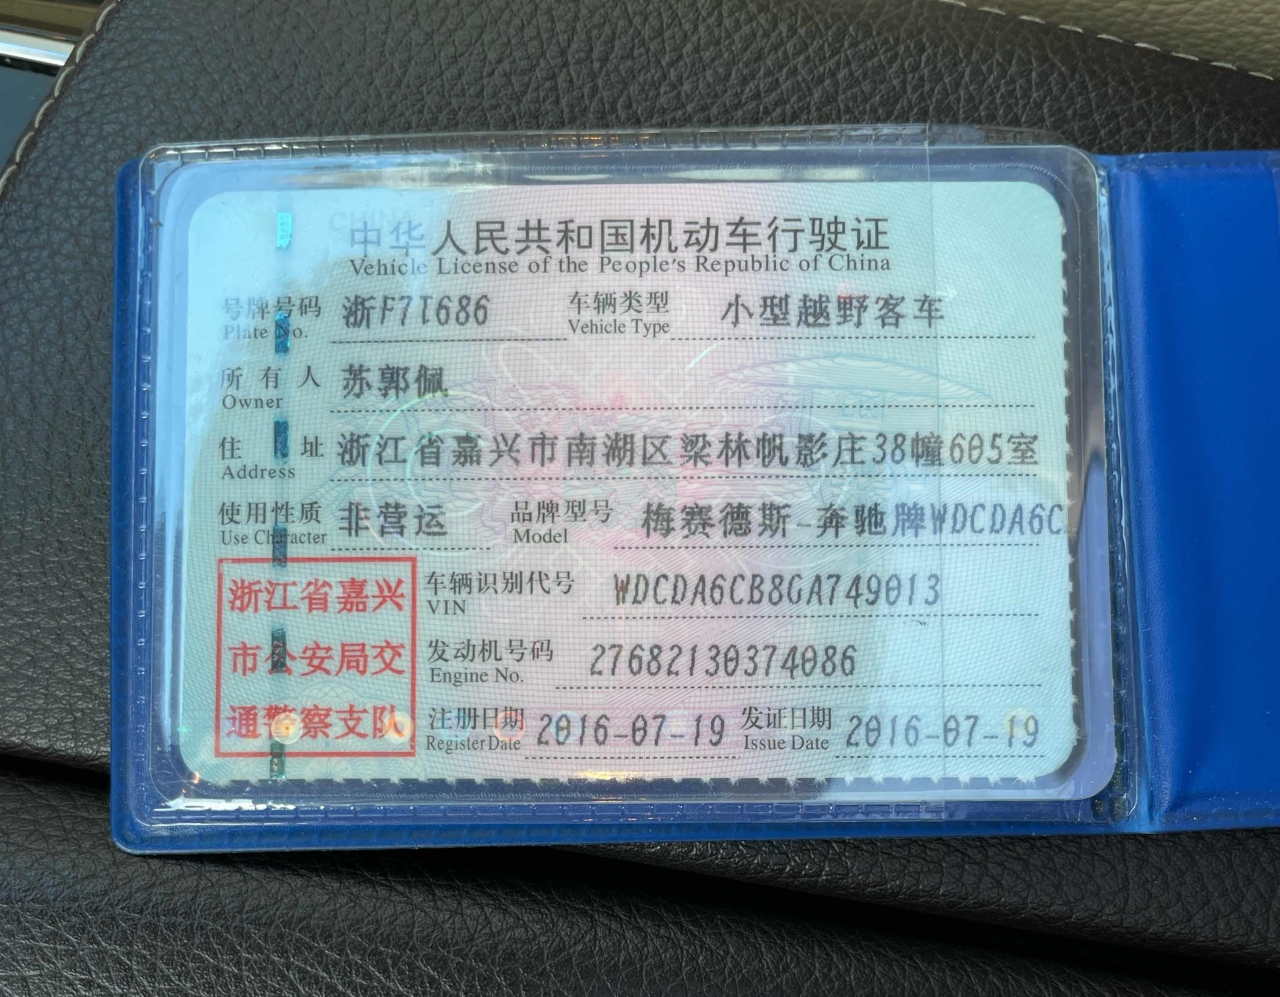 中华人民共和国机动车行驶证
Vehicle License of the People's Republic of China
号牌号码 浙F7T686 车辆类型 小型越野客车
Plate No. Vehicle Type
所有人 苏郭佩
Owner
住址 浙江省嘉兴市南湖区梁林帆影庄38幢605室
Address
使用性质 非营运 品牌型号 梅赛德斯-奔驰牌WDCDA6C
Use Character Model
浙江省嘉兴
市公安局交
通警察支队
车辆识别代号 WDCDA6CB8GA749013
VIN
发动机号码 27682130374086
Engine No.
注册日期 2016-07-19 发证日期 2016-07-19
Register Date Issue Date